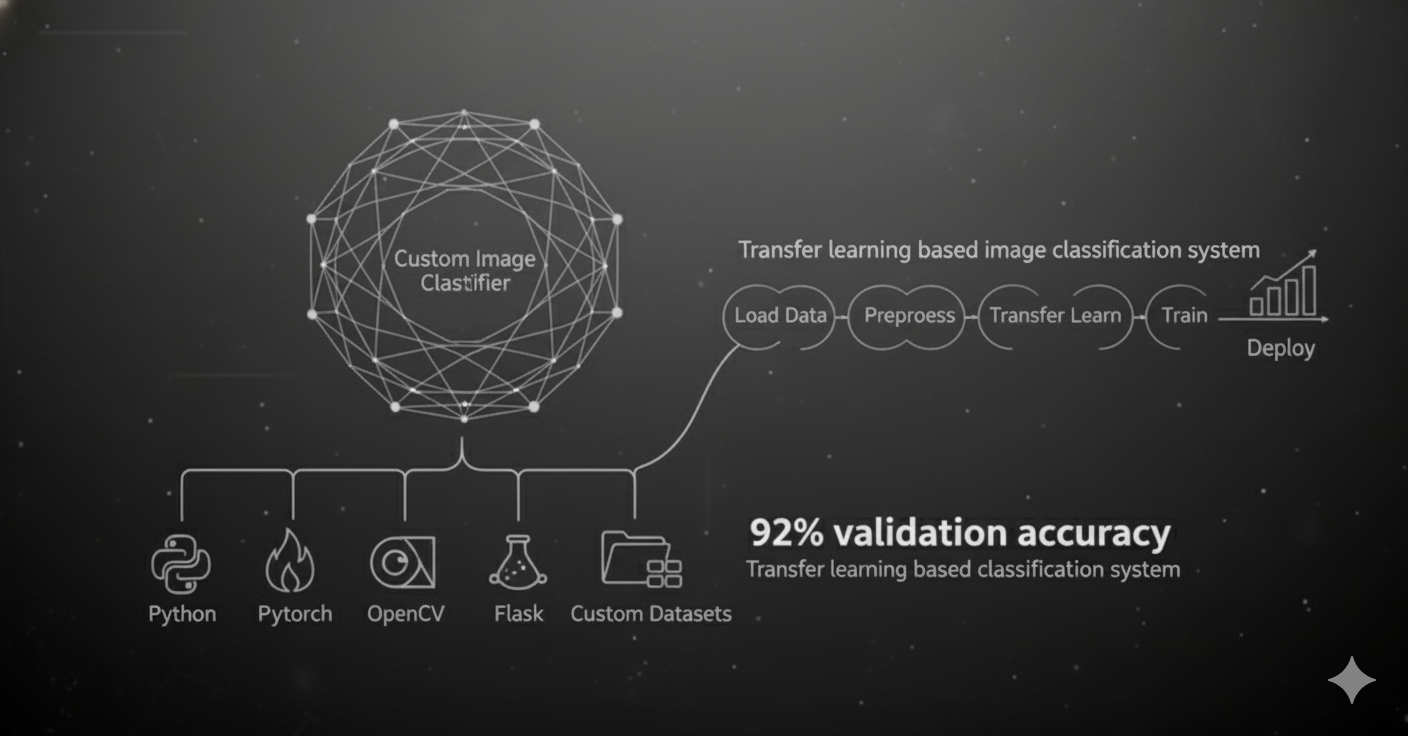 Custom Image
Clastifier
Transfer learning based image classification system
Load Data
Preproess
Transfer Learn
Train
Deploy
Python
Pytorch
OpenCV
Flask
Custom Datasets
92% validation accuracy
Transfer learning based classification system